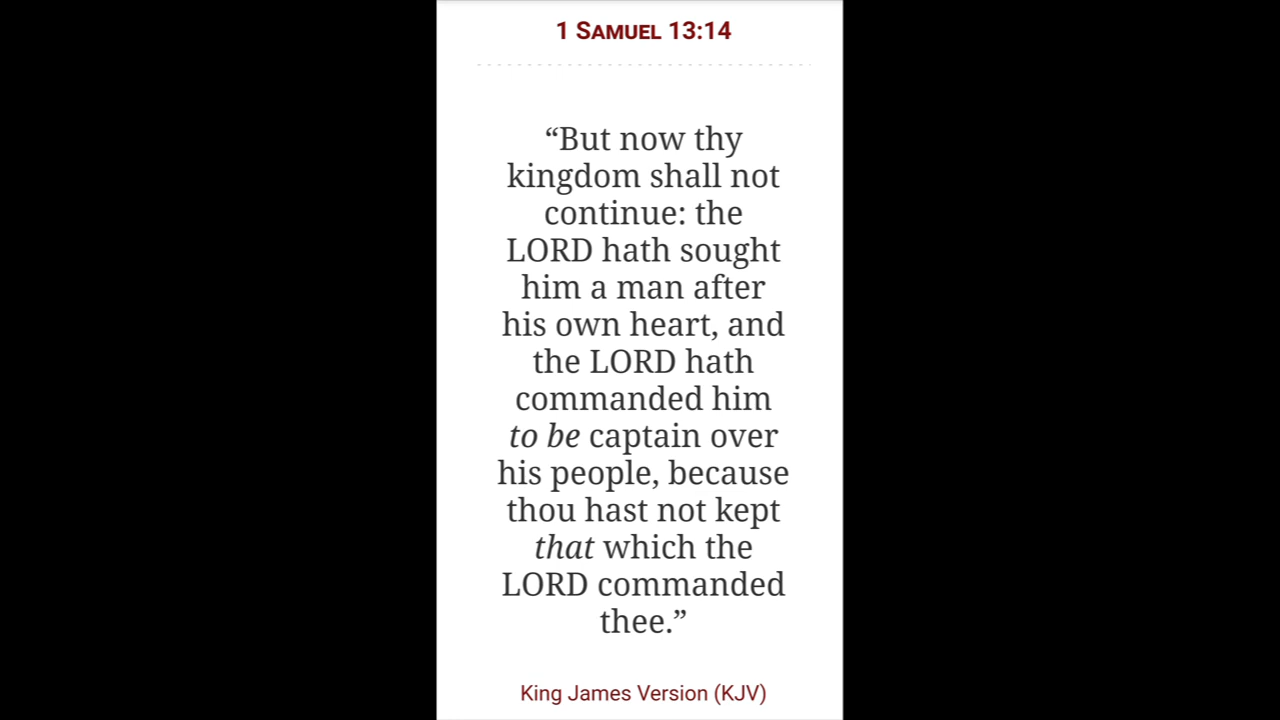 1 Samuel 13:14
“But now thy
kingdom shall not
continue: the
LORD hath sought
him a man after
his own heart, and
the LORD hath
commanded him
to be captain over
his people, because
thou hast not kept
that which the
LORD commanded
thee.”
King James Version (KJV)